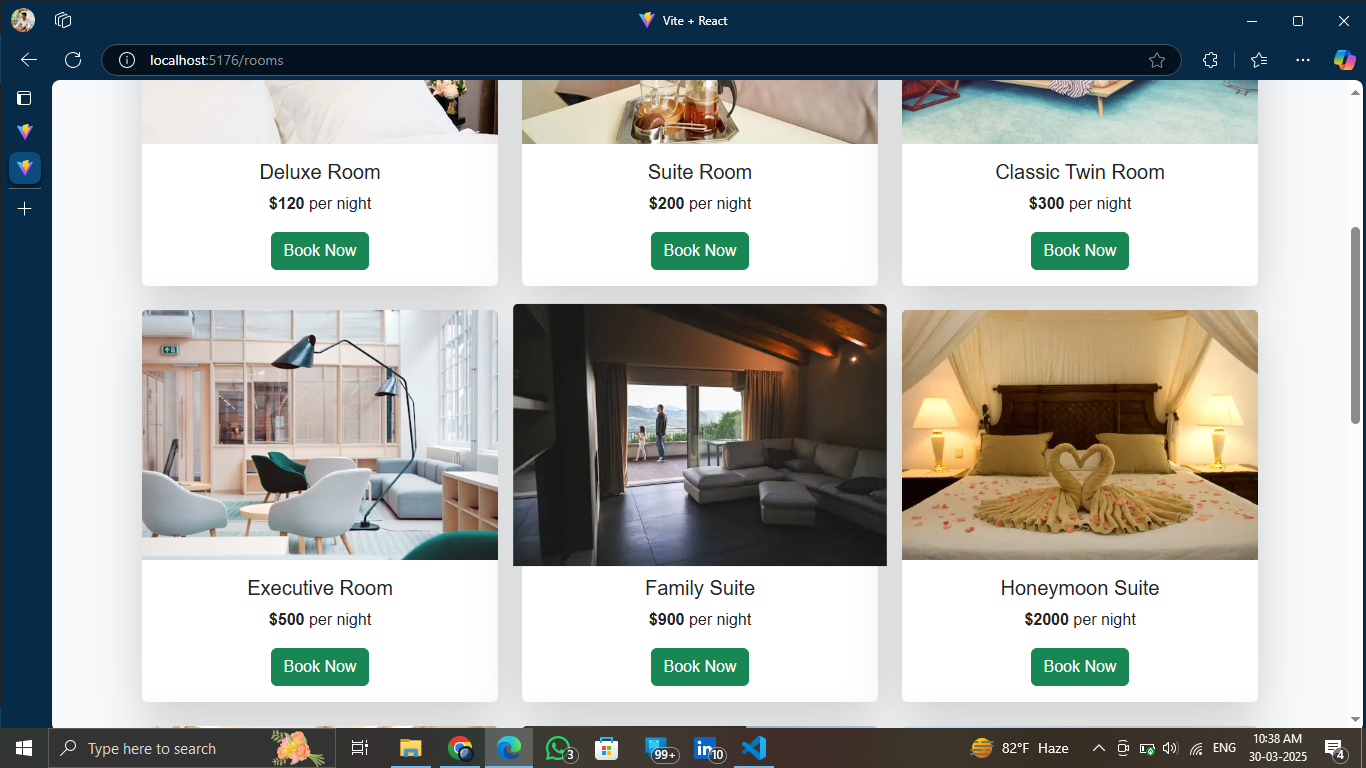 Vite + React
localhost:5176/rooms
Deluxe Room
$120 per night
Book Now
Suite Room
$200 per night
Book Now
Classic Twin Room
$300 per night
Book Now
Executive Room
$500 per night
Book Now
Family Suite
$900 per night
Book Now
Honeymoon Suite
$2000 per night
Book Now
Type here to search
3
99+
10
82°F Haze
ENG
10:38 AM
30-03-2025
4